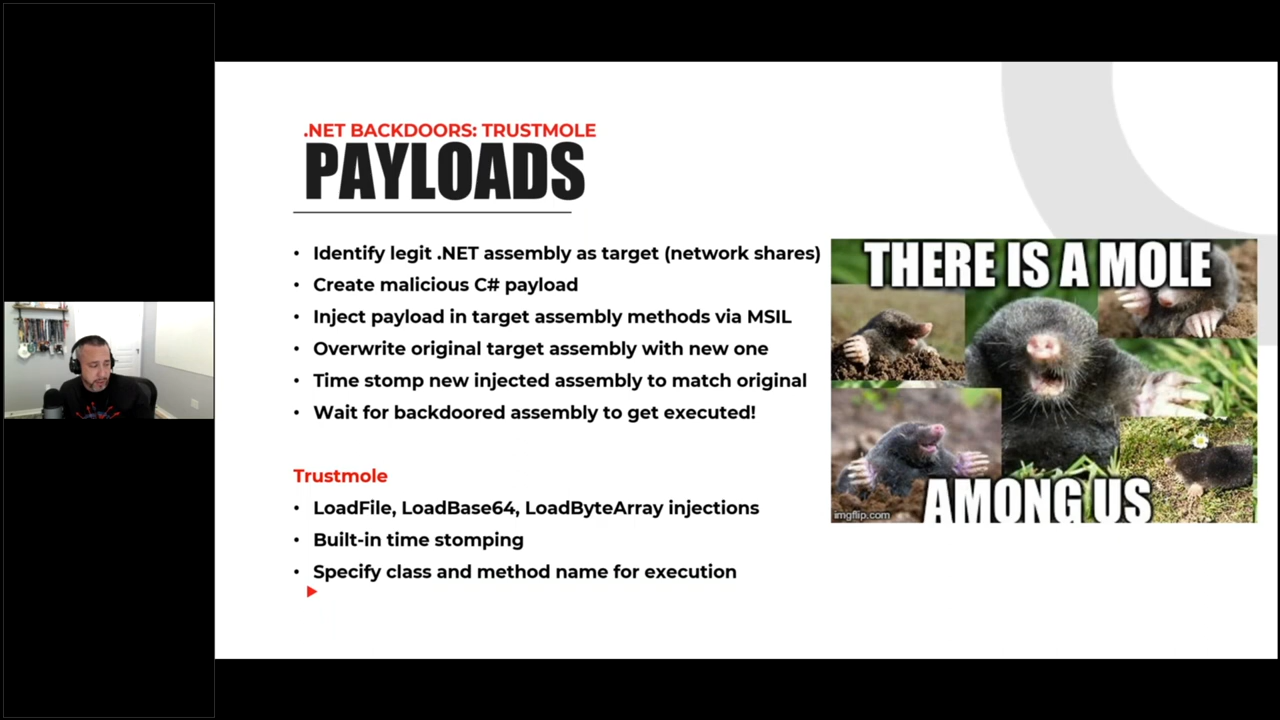 .NET BACKDOORS: TRUSTMOLE
PAYLOADS
• Identify legit .NET assembly as target (network shares)
• Create malicious C# payload
• Inject payload in target assembly methods via MSIL
• Overwrite original target assembly with new one
• Time stomp new injected assembly to match original
• Wait for backdoored assembly to get executed!
Trustmole
• LoadFile, LoadBase64, LoadByteArray injections
• Built-in time stomping
• Specify class and method name for execution
THERE IS A MOLE
AMONG US
imgflip.com